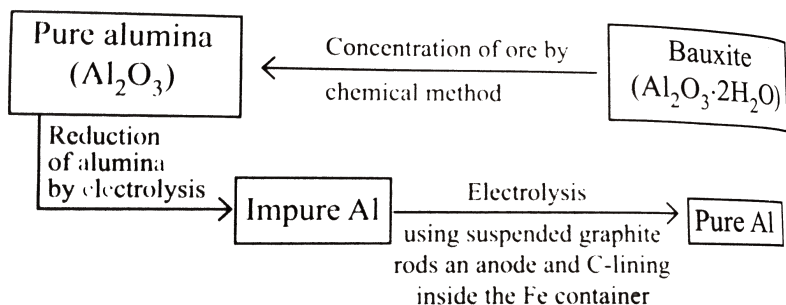 Pure alumina
(Al₂O₃)
Concentration of ore by
chemical method
Bauxite
(Al₂O₃·2H₂O)
Reduction
of alumina
by electrolysis
Impure Al
Electrolysis
using suspended graphite
rods an anode and C-lining
inside the Fe container
Pure Al